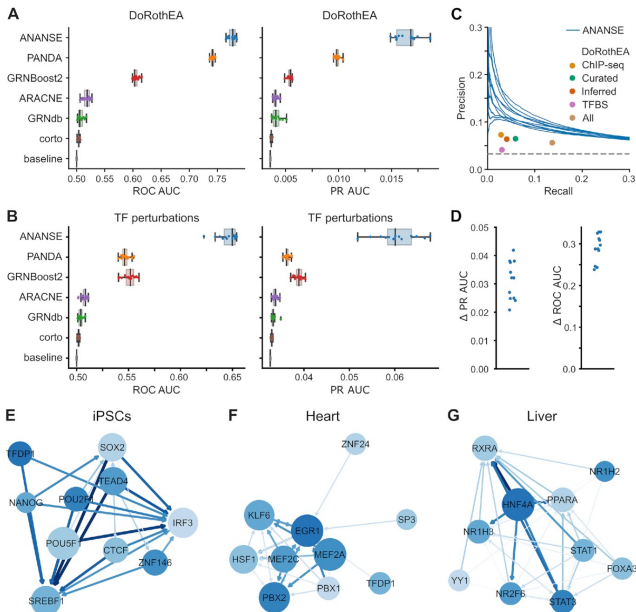 A
DoRothEA
DoRothEA
ANANSE
PANDA
GRNBoost2
ARACNE
GRNdb
corto
baseline
0.50
0.55
0.60
0.65
0.70
0.75
ROC AUC
0.005
0.010
0.015
PR AUC
C
ANANSE
DoRothEA
ChIP-seq
Curated
Inferred
TFBS
All
Precision
0.3
0.2
0.1
0.0
0.0
0.1
0.2
0.3
Recall
B
TF perturbations
TF perturbations
ANANSE
PANDA
GRNBoost2
ARACNE
GRNdb
corto
baseline
0.50
0.55
0.60
0.65
ROC AUC
0.04
0.06
PR AUC
D
Δ PR AUC
0.05
0.04
0.03
0.02
0.01
0.00
Δ ROC AUC
0.3
0.2
0.1
0.0
E
iPSCs
TFDP1
SOX2
TEAD4
NANOG
POU2F1
IRF3
POU5F1
CTCF
ZNF146
SREBF1
F
Heart
ZNF24
KLF6
EGR1
SP3
HSF1
MEF2C
MEF2A
TFDP1
PBX1
PBX2
G
Liver
RXRA
NR1H2
HNF4A
PPARA
NR1H3
STAT1
FOXA3
YY1
NR2F6
STAT3